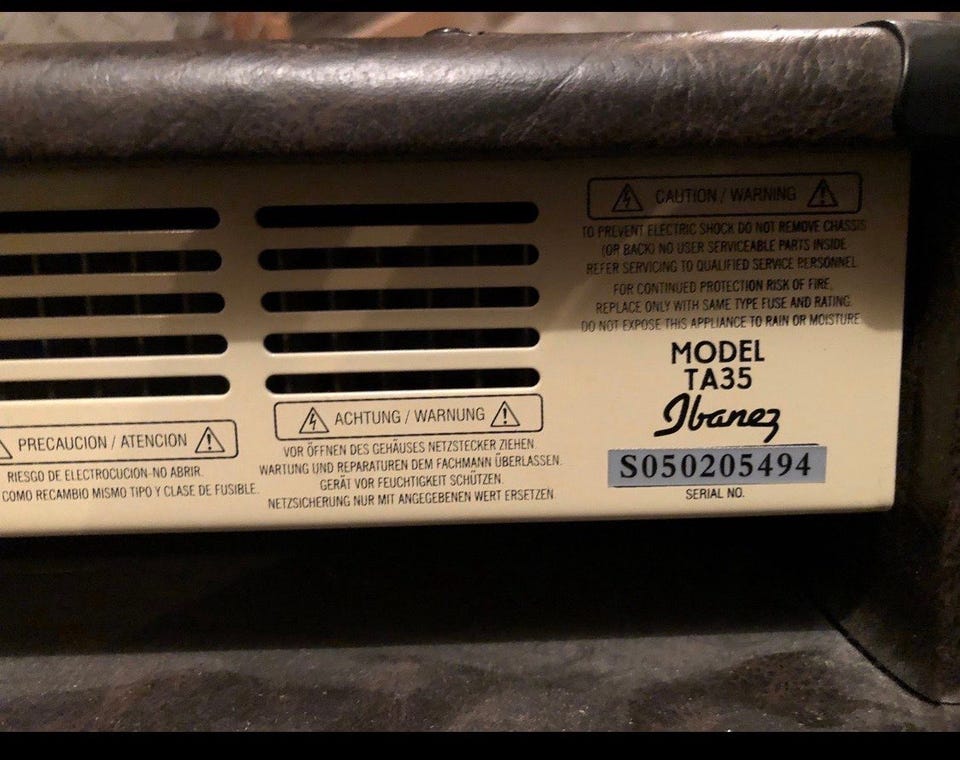 CAUTION / WARNING
TO PREVENT ELECTRIC SHOCK DO NOT REMOVE CHASSIS
(OR BACK) NO USER SERVICEABLE PARTS INSIDE
REFER SERVICING TO QUALIFIED SERVICE PERSONNEL
FOR CONTINUED PROTECTION RISK OF FIRE,
REPLACE ONLY WITH SAME TYPE FUSE AND RATING.
DO NOT EXPOSE THIS APPLIANCE TO RAIN OR MOISTURE.
MODEL
TA35
Ibanez
S050205494
SERIAL NO.
ACHTUNG / WARNUNG
VOR ÖFFNEN DES GEHÄUSES NETZSTECKER ZIEHEN.
WARTUNG UND REPARATUREN DEM FACHMANN ÜBERLASSEN.
GERÄT VOR FEUCHTIGKEIT SCHÜTZEN.
NETZSICHERUNG NUR MIT ANGEGEBENEN WERT ERSETZEN.
PRECAUCION / ATENCION
RIESGO DE ELECTROCUCION-NO ABRIR.
COMO RECAMBIO MISMO TIPO Y CLASE DE FUSIBLE.